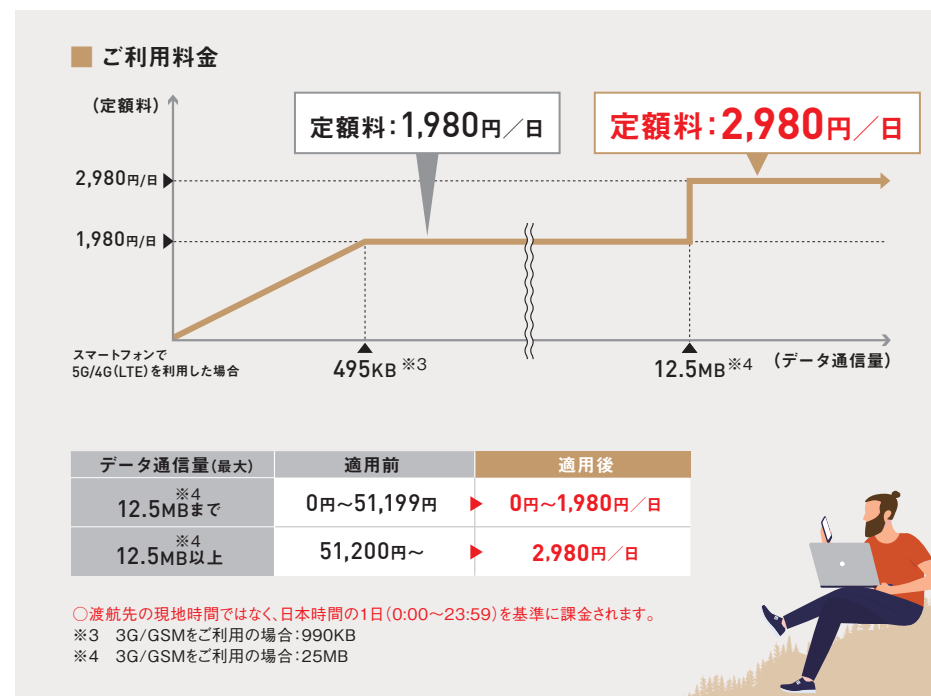 ご利用料金
(定額料)
定額料:1,980円／日
定額料:2,980円／日
2,980円/日
1,980円/日
スマートフォンで
5G/4G(LTE)を利用した場合
495KB ※3
12.5MB※4
(データ通信量)
データ通信量(最大) 適用前 適用後
※4
12.5MBまで 0円〜51,199円 ▶ 0円〜1,980円／日
※4
12.5MB以上 51,200円〜 ▶ 2,980円／日
○渡航先の現地時間ではなく、日本時間の1日(0:00〜23:59)を基準に課金されます。
※3 3G/GSMをご利用の場合:990KB
※4 3G/GSMをご利用の場合:25MB